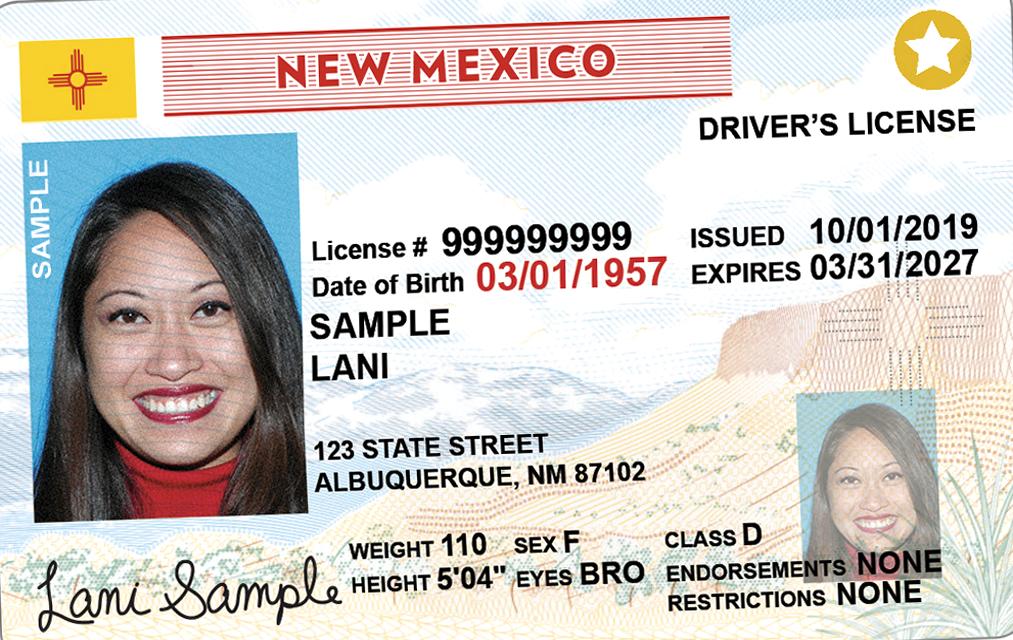 NEW MEXICO
DRIVER'S LICENSE
SAMPLE
License # 999999999
Date of Birth 03/01/1957
ISSUED 10/01/2019
EXPIRES 03/31/2027
SAMPLE
LANI
123 STATE STREET
ALBUQUERQUE, NM 87102
WEIGHT 110 SEX F
HEIGHT 5'04" EYES BRO
CLASS D
ENDORSEMENTS NONE
RESTRICTIONS NONE
Lani Sample